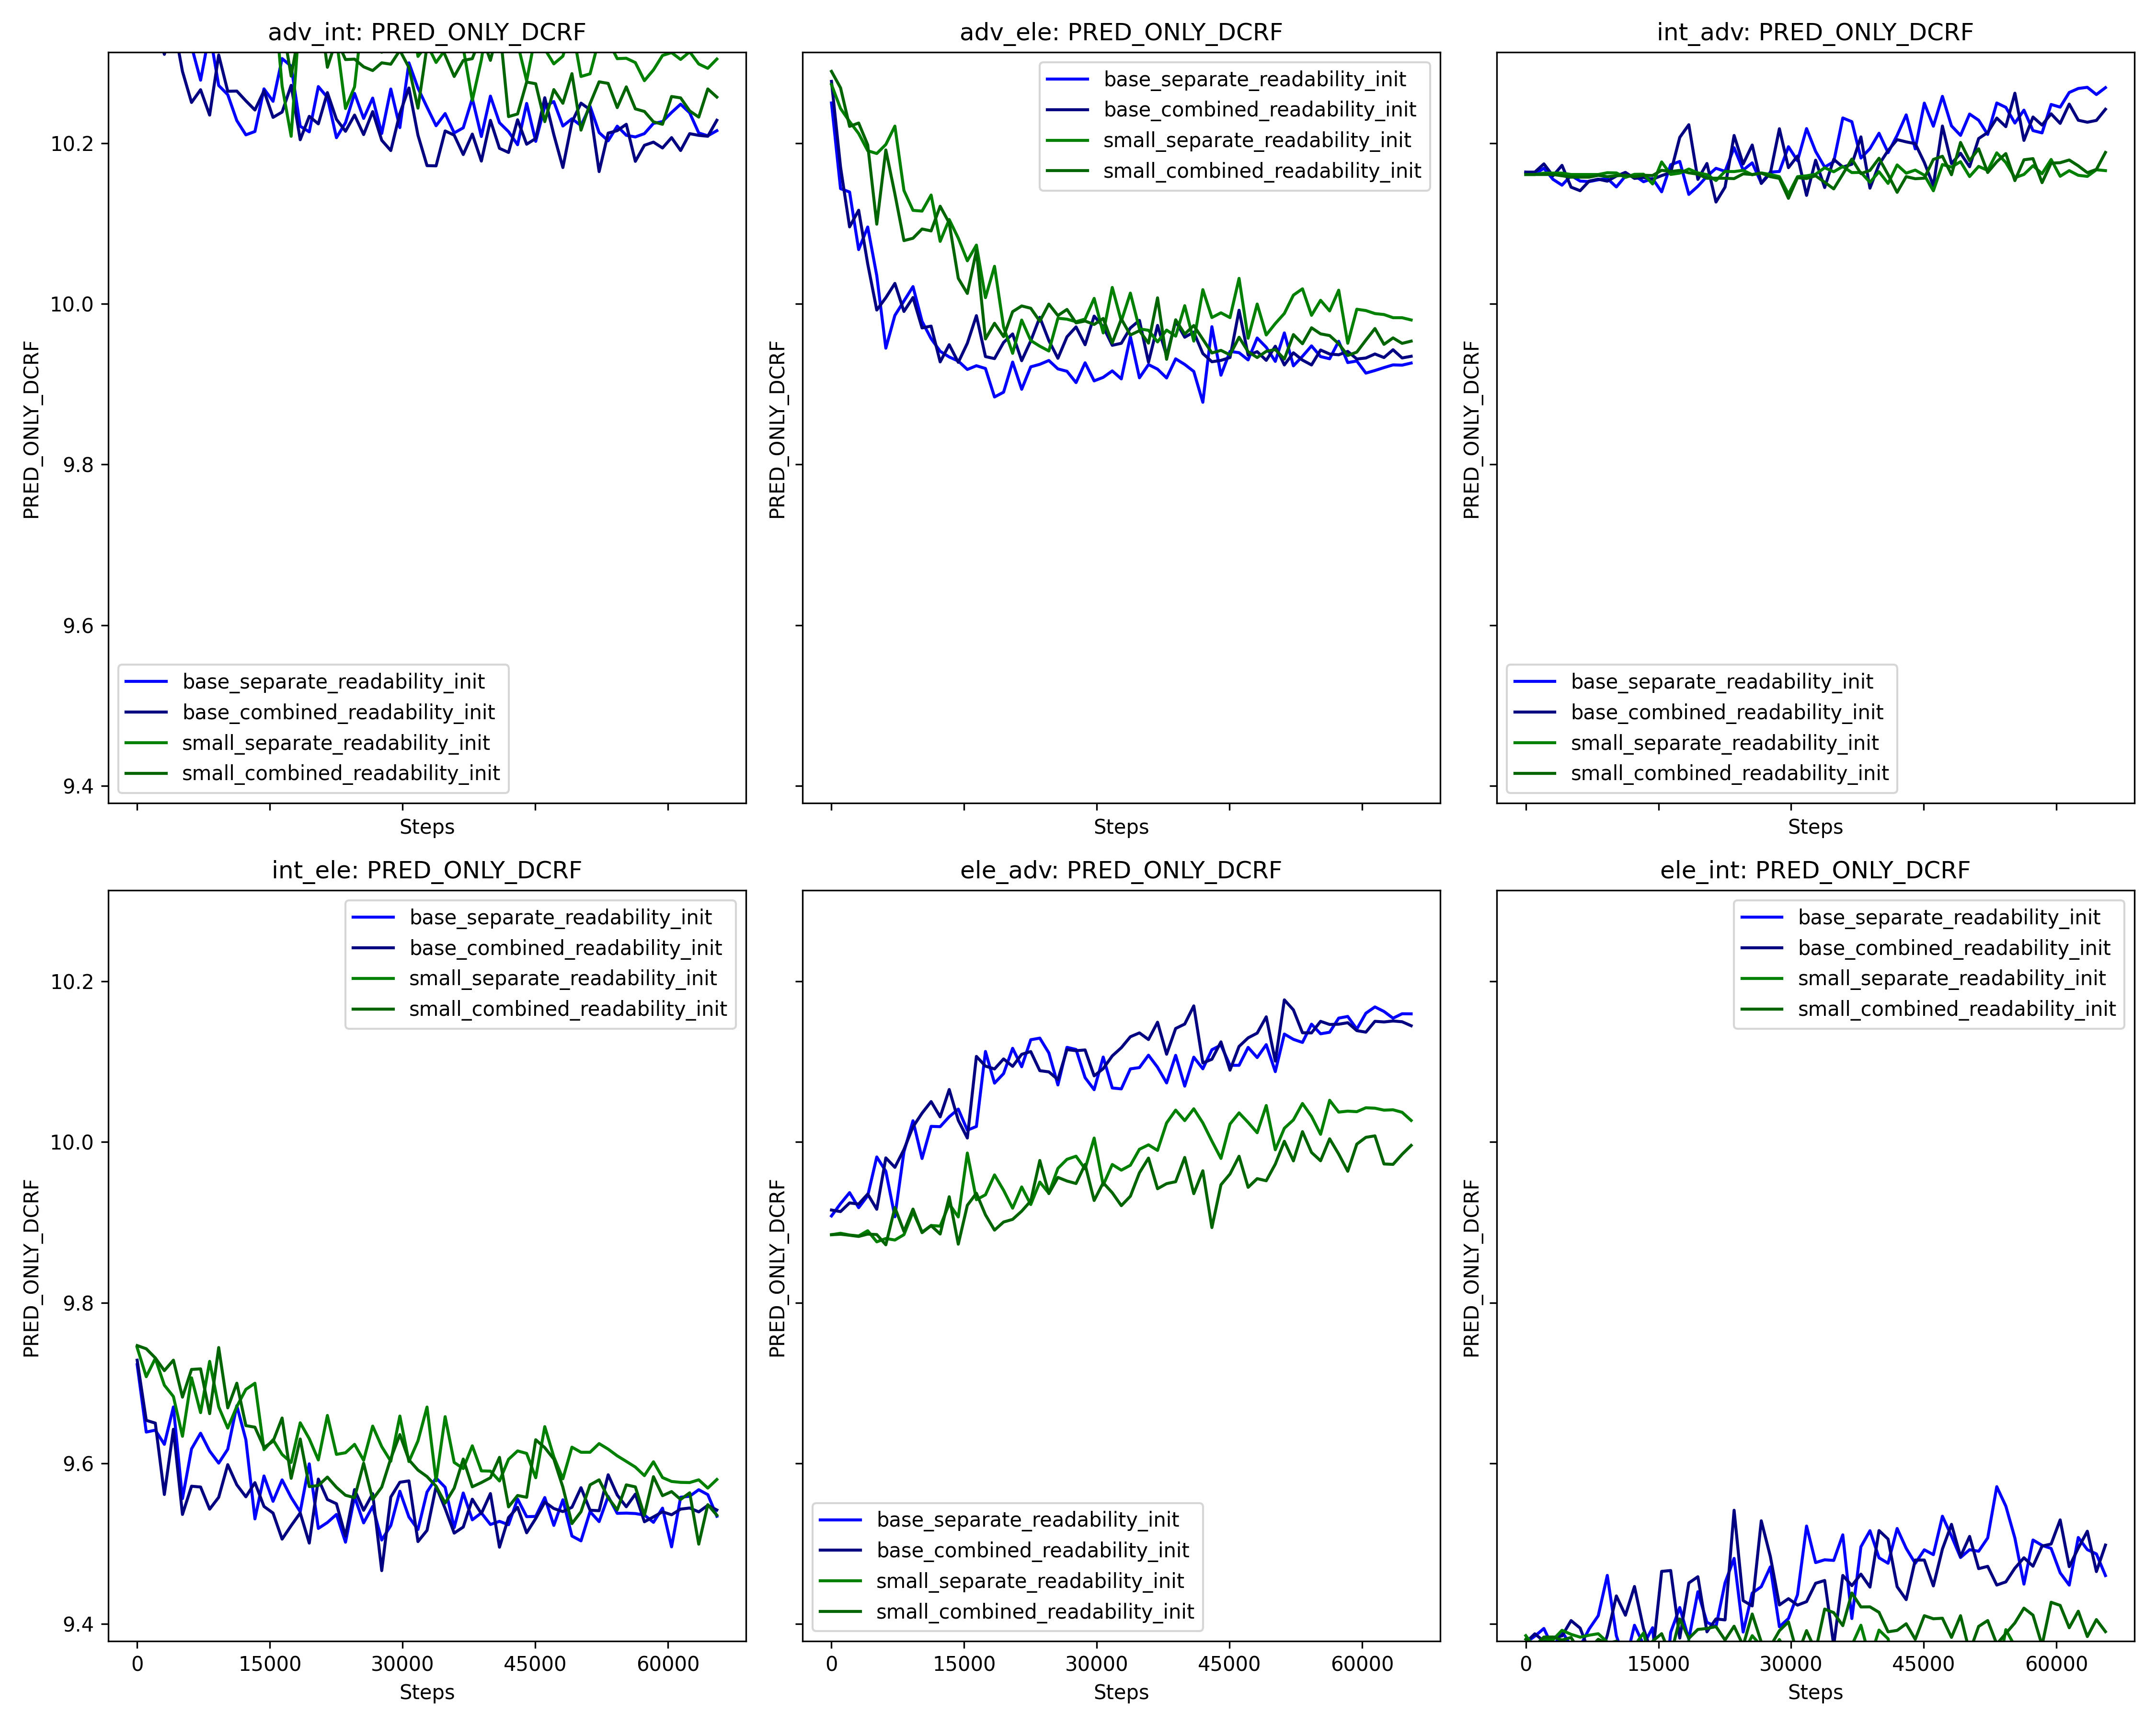 adv_int: PRED_ONLY_DCRF
adv_ele: PRED_ONLY_DCRF
int_adv: PRED_ONLY_DCRF
PRED_ONLY_DCRF
10.2
10.0
9.8
9.6
9.4
base_separate_readability_init
base_combined_readability_init
small_separate_readability_init
small_combined_readability_init
Steps
PRED_ONLY_DCRF
base_separate_readability_init
base_combined_readability_init
small_separate_readability_init
small_combined_readability_init
Steps
PRED_ONLY_DCRF
base_separate_readability_init
base_combined_readability_init
small_separate_readability_init
small_combined_readability_init
Steps
int_ele: PRED_ONLY_DCRF
ele_adv: PRED_ONLY_DCRF
ele_int: PRED_ONLY_DCRF
PRED_ONLY_DCRF
10.2
10.0
9.8
9.6
9.4
base_separate_readability_init
base_combined_readability_init
small_separate_readability_init
small_combined_readability_init
0 15000 30000 45000 60000
Steps
PRED_ONLY_DCRF
base_separate_readability_init
base_combined_readability_init
small_separate_readability_init
small_combined_readability_init
0 15000 30000 45000 60000
Steps
PRED_ONLY_DCRF
base_separate_readability_init
base_combined_readability_init
small_separate_readability_init
small_combined_readability_init
0 15000 30000 45000 60000
Steps